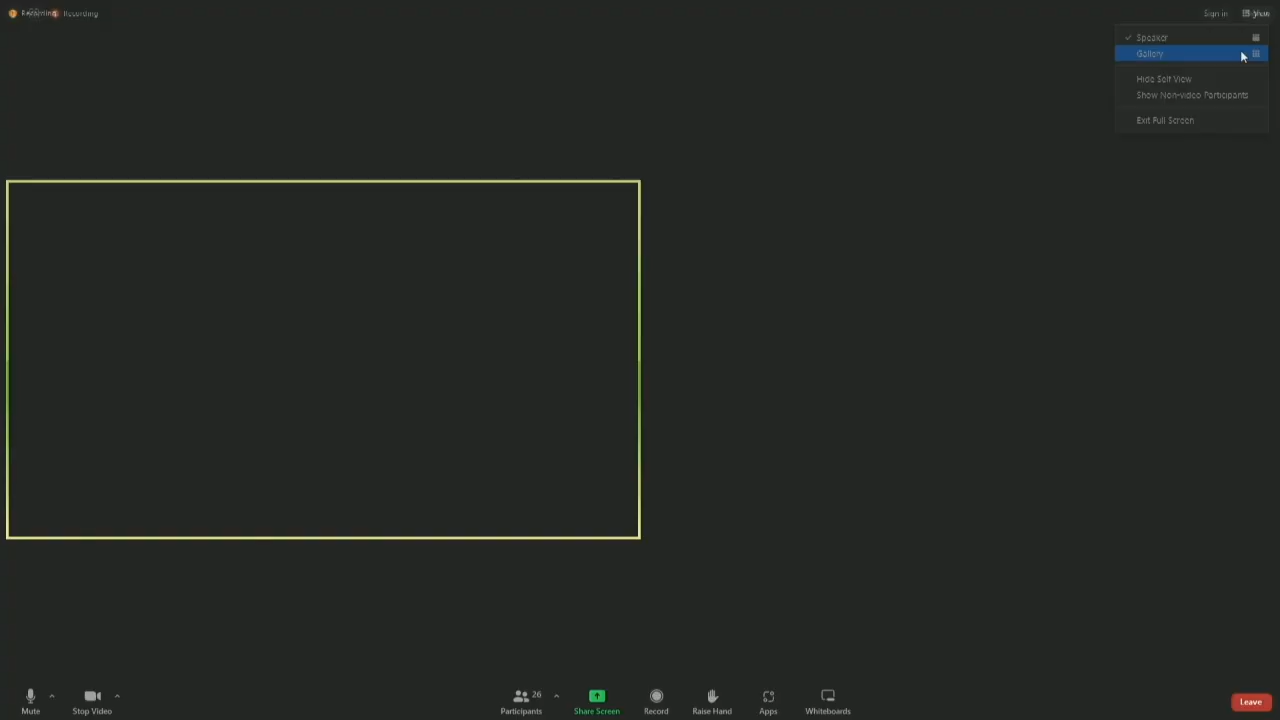 Recording
Sign in
Speaker
Gallery
Hide Self View
Show Non-video Participants
Exit Full Screen
Mute
Stop Video
26
Participants
Share Screen
Record
Raise Hand
Apps
Whiteboards
Leave